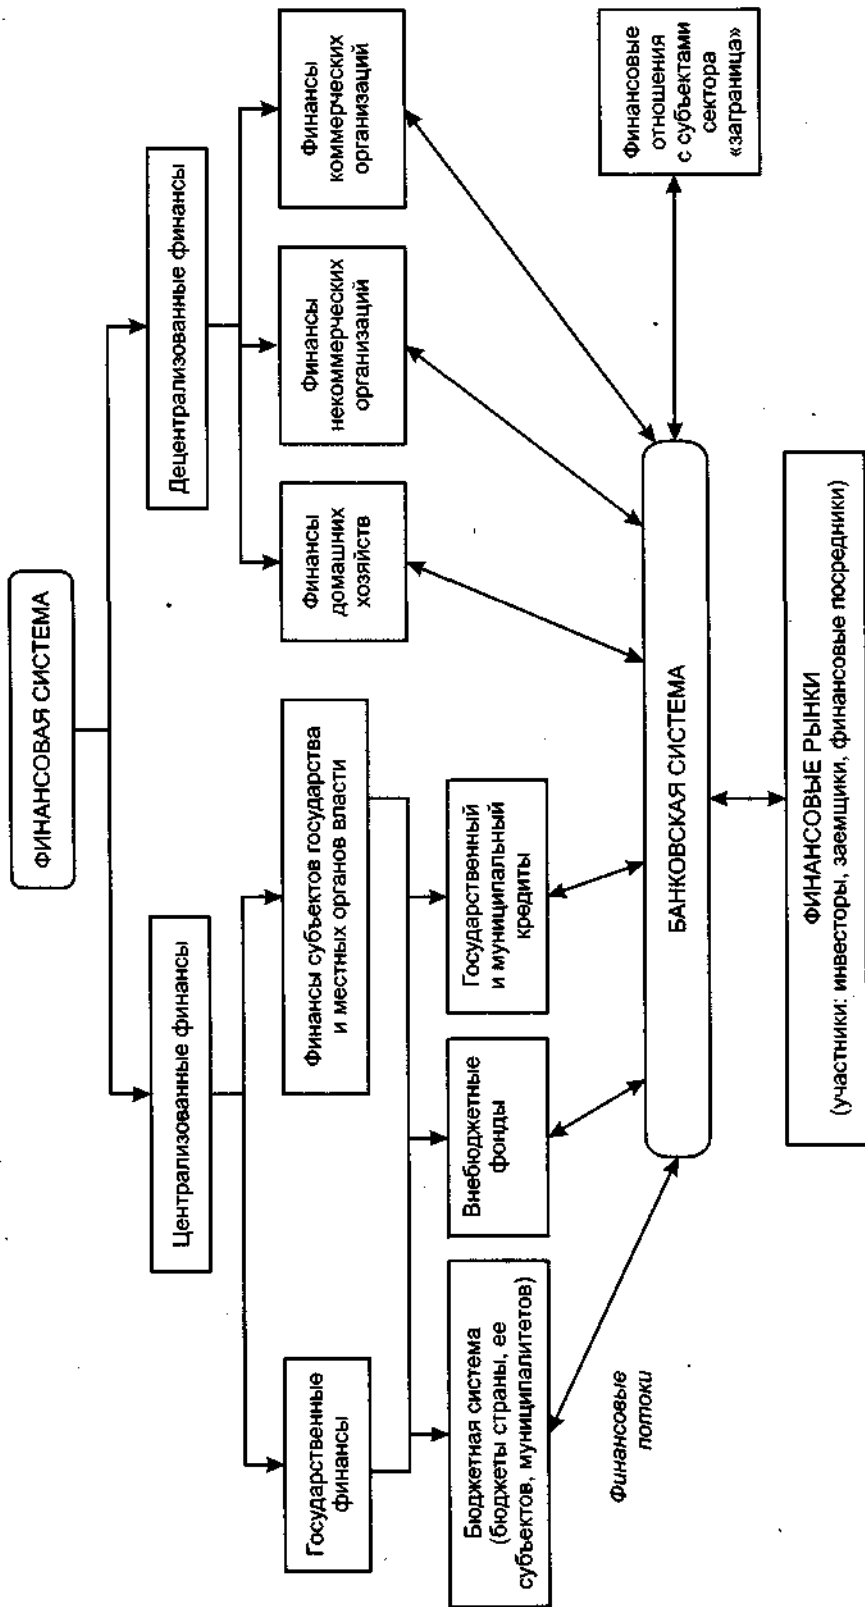 ФИНАНСОВАЯ СИСТЕМА
Централизованные финансы
Децентрализованные финансы
Государственные
финансы
Финансы субъектов государства
и местных органов власти
Финансы
домашних
хозяйств
Финансы
некоммерческих
организаций
Финансы
коммерческих
организаций
Бюджетная система
(бюджеты страны, ее
субъектов, муниципалитетов)
Внебюджетные
фонды
Государственный
и муниципальный
кредиты
Финансовые
потоки
БАНКОВСКАЯ СИСТЕМА
Финансовые
отношения
с субъектами
сектора
«заграница»
ФИНАНСОВЫЕ РЫНКИ
(участники: инвесторы, заемщики, финансовые посредники)